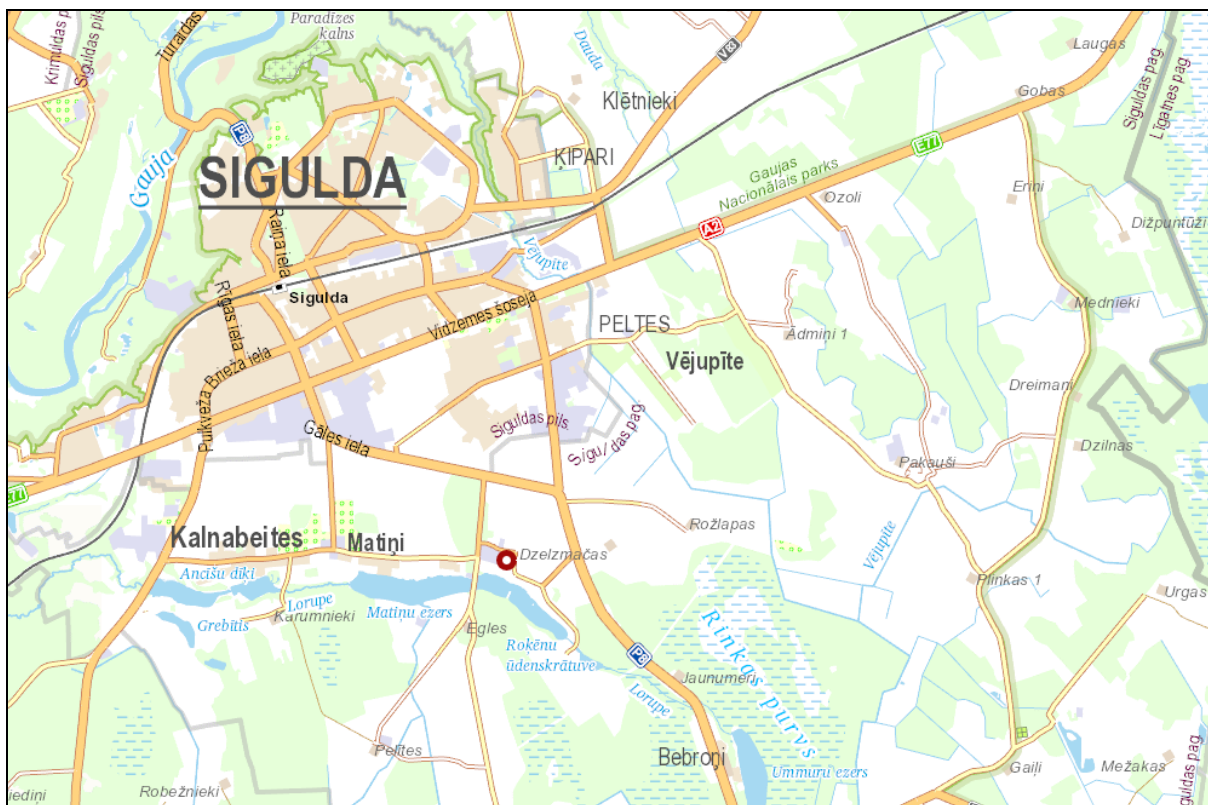 Paradīzes
kalns
Turaidas
Krimuldas pag.
Siguldas pils.
Dauda
V83
Laugas
Gobas
Siguldas pag.
Līgatnes pag.
Klētnieki
P8
E77
Gauja
SIGULDA
ĶIPARI
Gaujas
Nacionālais parks
Ozoli
Eriņi
Dižpuntūži
Raiņa iela
A2
Vējupīte
Sigulda
Rīgas iela
Vidzemes šoseja
PELTES
Mednieki
Ādmiņi 1
Vējupīte
Pulkveža Brieža iela
Dreimaņi
Siguldas pils.
Siguldas pag.
Gāles iela
Dzilnas
Pakauši
E77
Rožlapas
Kalnabeites
Matiņi
Dzelzmačas
Vējupīte
Ancīšu dīķi
Plinkas 1
Urgas
Lorupe
Matiņu ezers
Karumnieki
Grebītis
Egles
Rinkas purvs
Roķēnu
ūdenskrātuve
P8
Jaunumeri
Lorupe
Pelītes
Bebroņi
Ummuru ezers
Gaiļi
Mežakas
Robežnieki
iediņi
Siguldas pag.